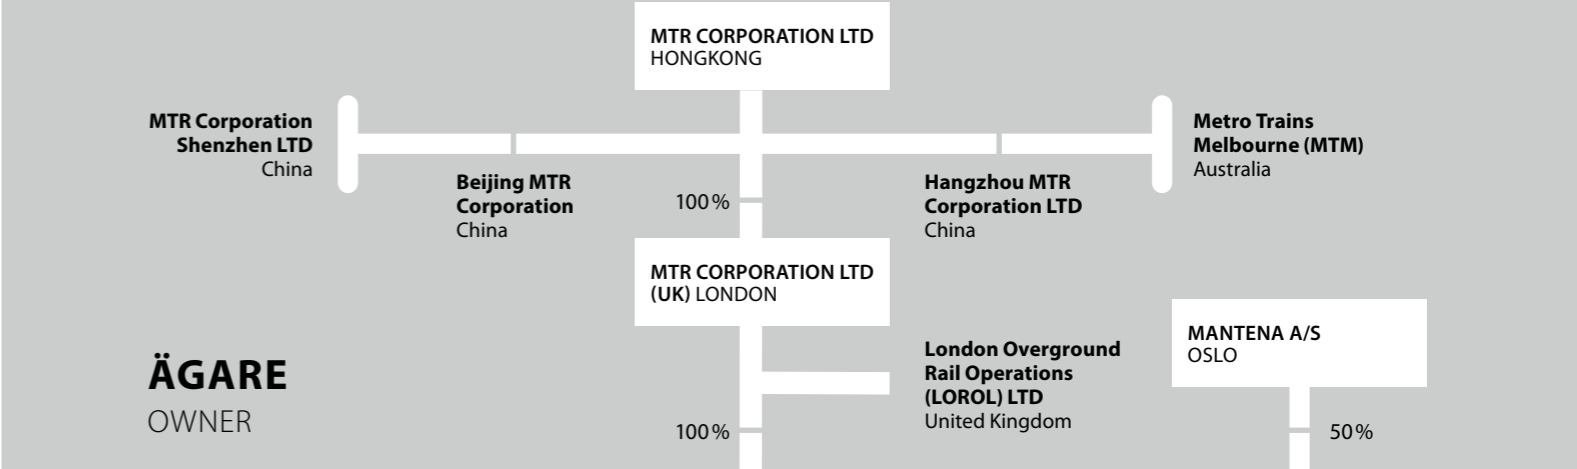 MTR CORPORATION LTD
HONGKONG
MTR Corporation
Shenzhen LTD
China
Beijing MTR
Corporation
China
100%
Hangzhou MTR
Corporation LTD
China
Metro Trains
Melbourne (MTM)
Australia
MTR CORPORATION LTD
(UK) LONDON
London Overground
Rail Operations
(LOROL) LTD
United Kingdom
MANTENA A/S
OSLO
ÄGARE
OWNER
100%
50%